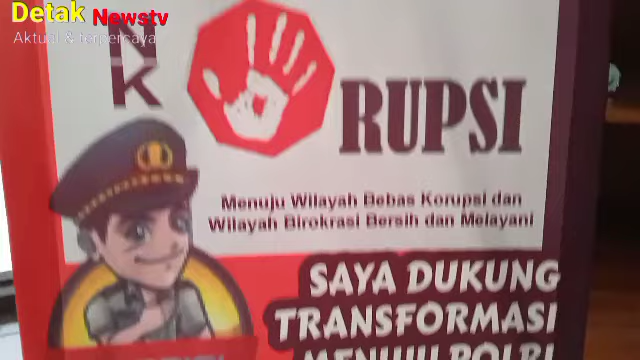 Detak Newstv
Aktual & terpercaya
K RUPSI
Menuju Wilayah Bebas Korupsi dan
Wilayah Birokrasi Bersih dan Melayani
SAYA DUKUNG
TRANSFORMASI
MENUJU POLRI